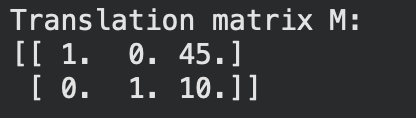 Translation matrix M:
[[ 1.  0. 45.]
 [ 0.  1. 10.]]